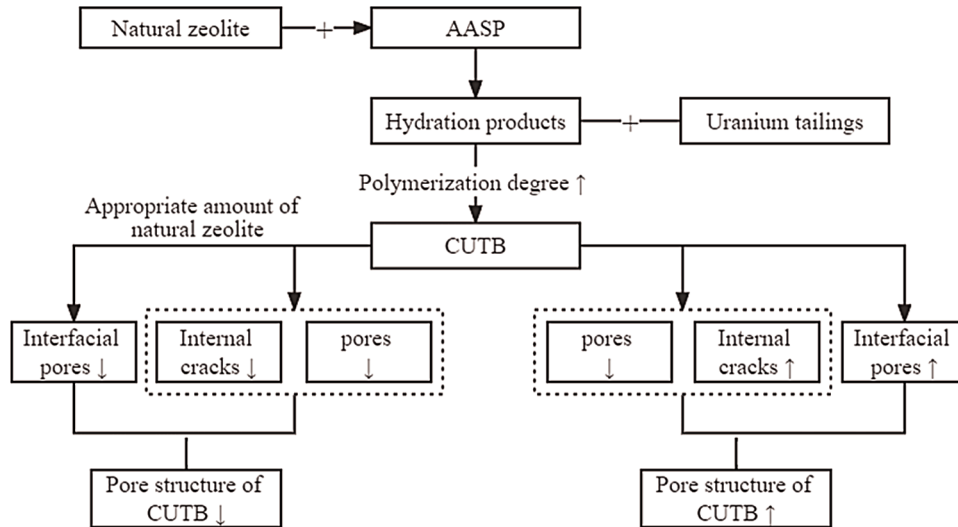 Natural zeolite
+
AASP
Hydration products
+
Uranium tailings
Polymerization degree ↑
Appropriate amount of
natural zeolite
CUTB
Interfacial
pores ↓
Internal
cracks ↓
pores
↓
pores
↓
Internal
cracks ↑
Interfacial
pores ↑
Pore structure of
CUTB ↓
Pore structure of
CUTB ↑